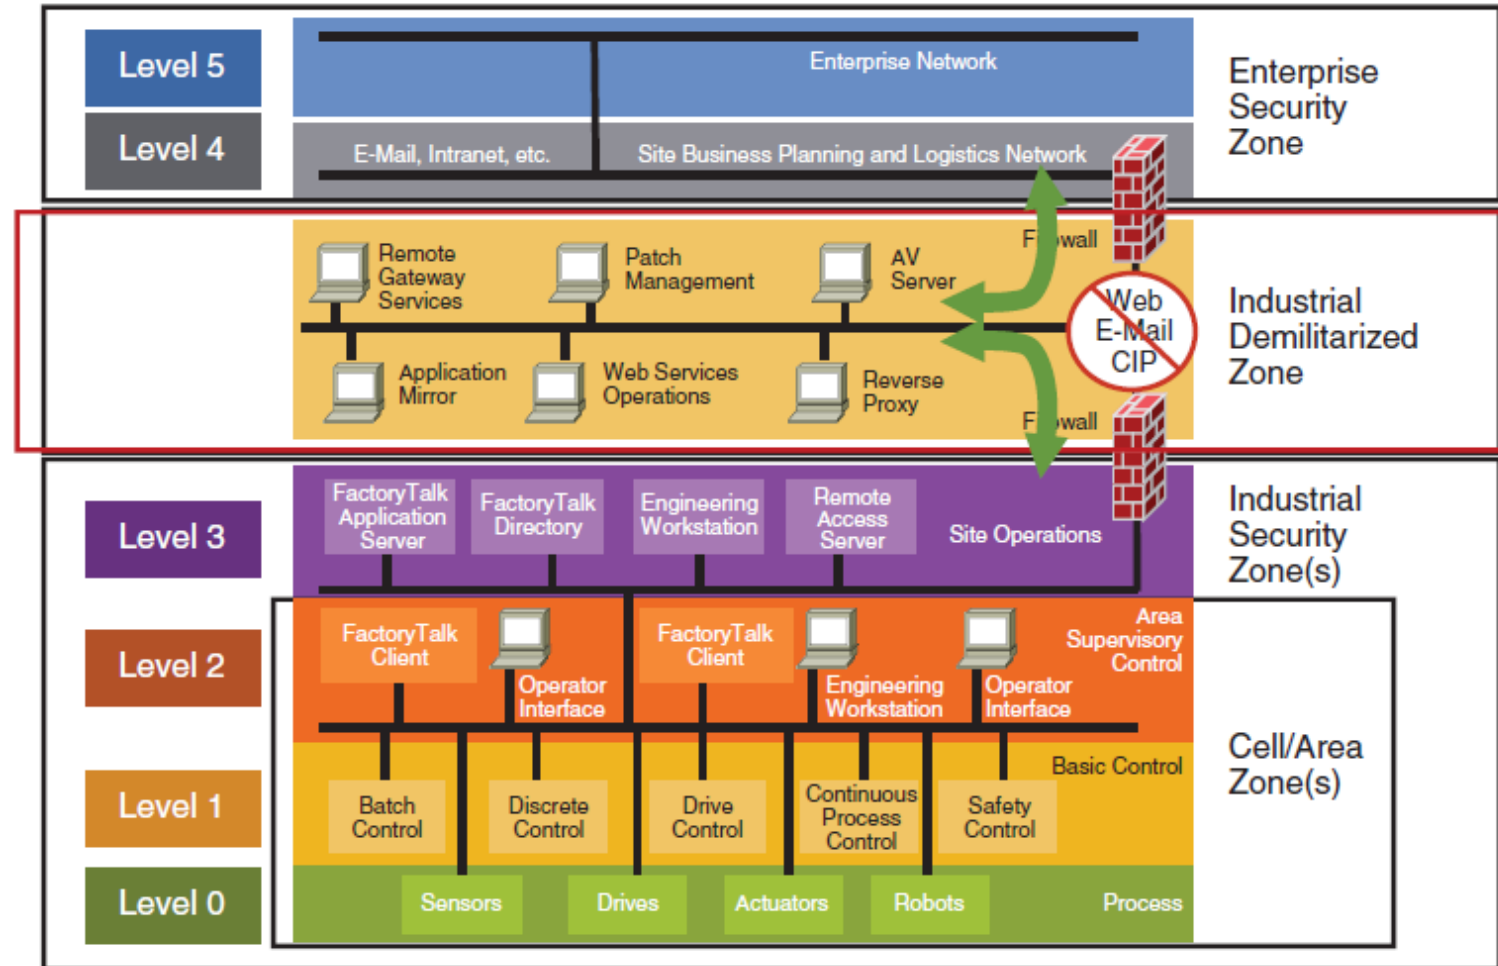 Level 5
Enterprise Network
Enterprise
Security
Zone
Level 4
E-Mail, Intranet, etc.
Site Business Planning and Logistics Network
Remote
Gateway
Services
Patch
Management
AV
Server
Firewall
Web
E-Mail
CIP
Industrial
Demilitarized
Zone
Application
Mirror
Web Services
Operations
Reverse
Proxy
Firewall
Level 3
FactoryTalk
Application
Server
FactoryTalk
Directory
Engineering
Workstation
Remote
Access
Server
Site Operations
Industrial
Security
Zone(s)
Level 2
FactoryTalk
Client
Operator
Interface
FactoryTalk
Client
Engineering
Workstation
Operator
Interface
Area
Supervisory
Control
Cell/Area
Zone(s)
Level 1
Basic Control
Batch
Control
Discrete
Control
Drive
Control
Continuous
Process
Control
Safety
Control
Level 0
Sensors
Drives
Actuators
Robots
Process